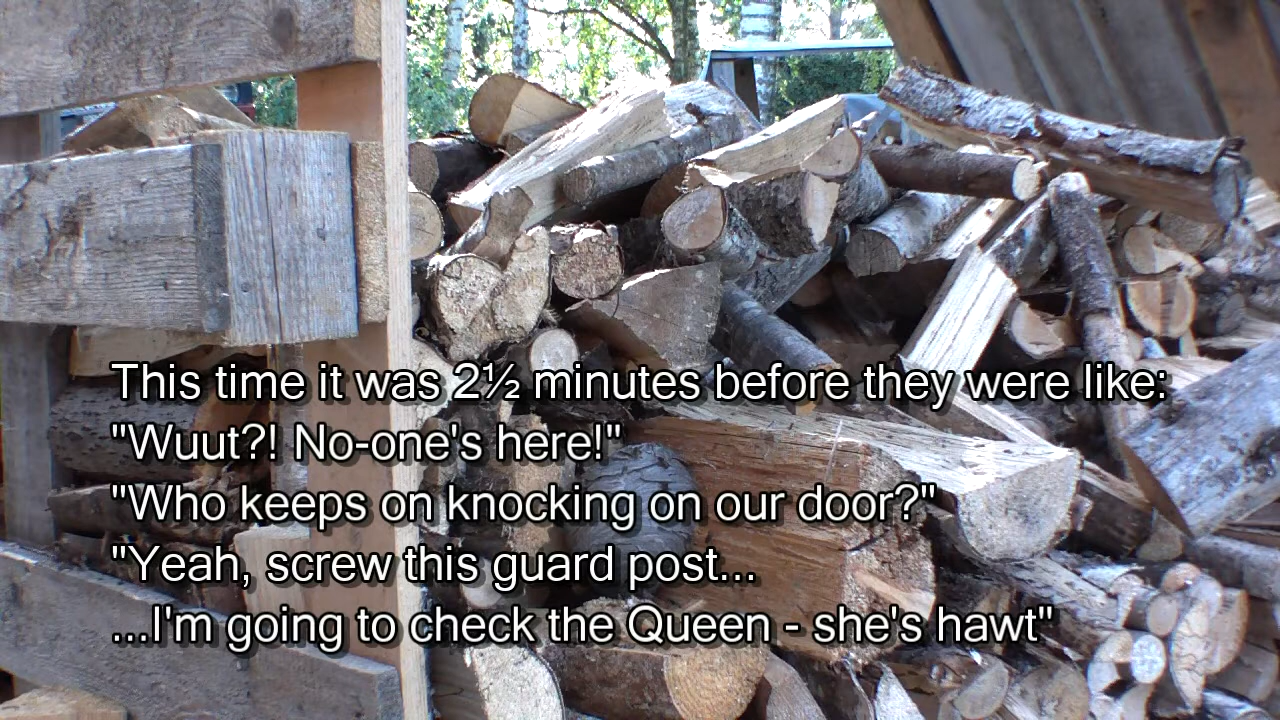 This time it was 2½ minutes before they were like:
"Wuut?! No-one's here!"
"Who keeps on knocking on our door?"
"Yeah, screw this guard post...
...I'm going to check the Queen - she's hawt"